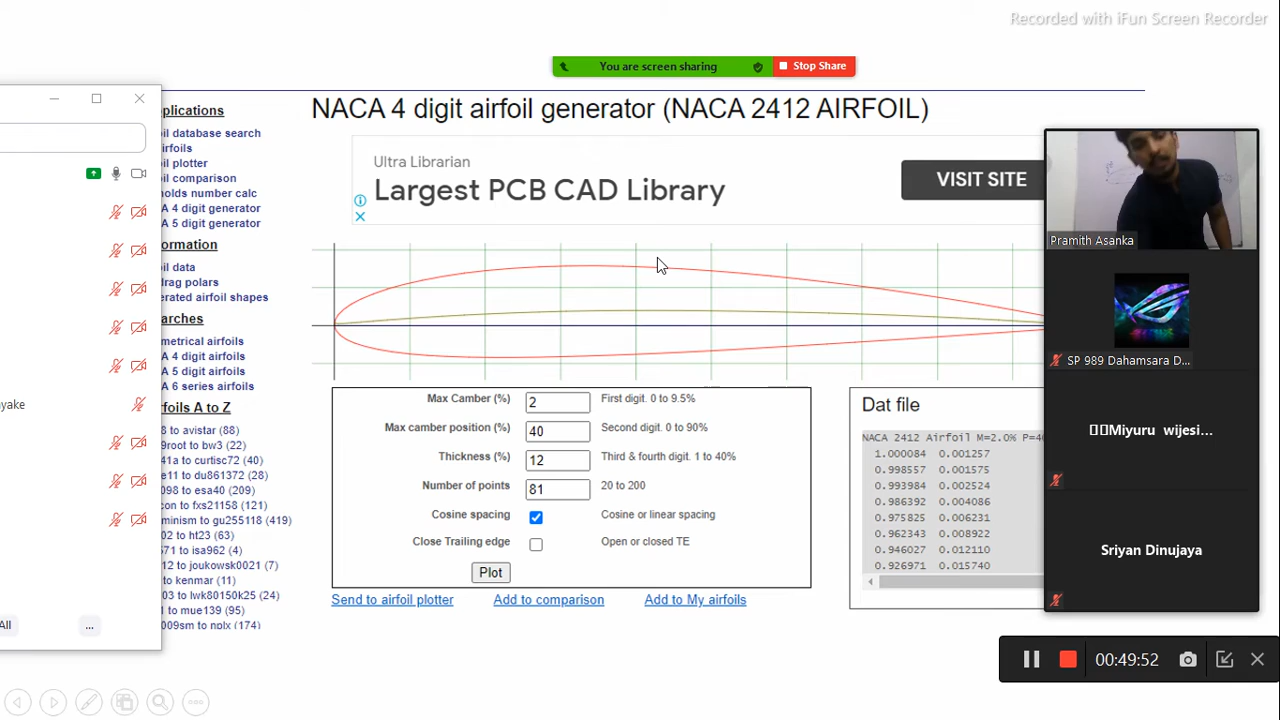 Recorded with iFun Screen Recorder
You are screen sharing
Stop Share
NACA 4 digit airfoil generator (NACA 2412 AIRFOIL)
plications
oil database search
airfoils
oil plotter
oil comparison
nolds number calc
A 4 digit generator
A 5 digit generator
ormation
oil data
drag polars
erated airfoil shapes
arches
metrical airfoils
A 4 digit airfoils
A 5 digit airfoils
A 6 series airfoils
rfoils A to Z
8 to avistar (88)
9root to bw3 (22)
41a to curtisc72 (40)
e11 to du861372 (28)
098 to esa40 (209)
con to fxs21158 (121)
minism to gu255118 (419)
02 to ht23 (63)
571 to isa962 (4)
12 to joukowsk0021 (7)
to kenmar (11)
03 to lwk80150k25 (24)
1 to mue139 (95)
009sm to nplx (174)
ayake
All
...
Ultra Librarian
Largest PCB CAD Library
VISIT SITE
Max Camber (%) 2 First digit. 0 to 9.5%
Max camber position (%) 40 Second digit. 0 to 90%
Thickness (%) 12 Third & fourth digit. 1 to 40%
Number of points 81 20 to 200
Cosine spacing Cosine or linear spacing
Close Trailing edge Open or closed TE
Plot
Send to airfoil plotter Add to comparison Add to My airfoils
Dat file
NACA 2412 Airfoil M=2.0% P=4
1.000084 0.001257
0.998557 0.001575
0.993984 0.002524
0.986392 0.004086
0.975825 0.006231
0.962343 0.008922
0.946027 0.012110
0.926971 0.015740
Pramith Asanka
SP 989 Dahamsara D...
Miyuru wijesi...
Sriyan Dinujaya
00:49:52